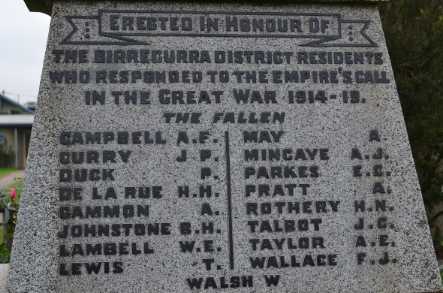 ERECTED IN HONOUR OF
THE BIRREGURRA DISTRICT RESIDENTS
WHO RESPONDED TO THE EMPIRE'S CALL
IN THE GREAT WAR 1914-19.
THE FALLEN
CAMPBELL A.F.
CURRY J.P.
DUCK P.
DE LA RUE H.H.
GAMMON A.
JOHNSTONE B.H.
LAMBELL W.E.
LEWIS T.
MAY A.
MINCAVE A.J.
PARKES E.C.
PRATT A.
ROTHERY H.N.
TALBOT J.C.
TAYLOR A.E.
WALLACE F.J.
WALSH W